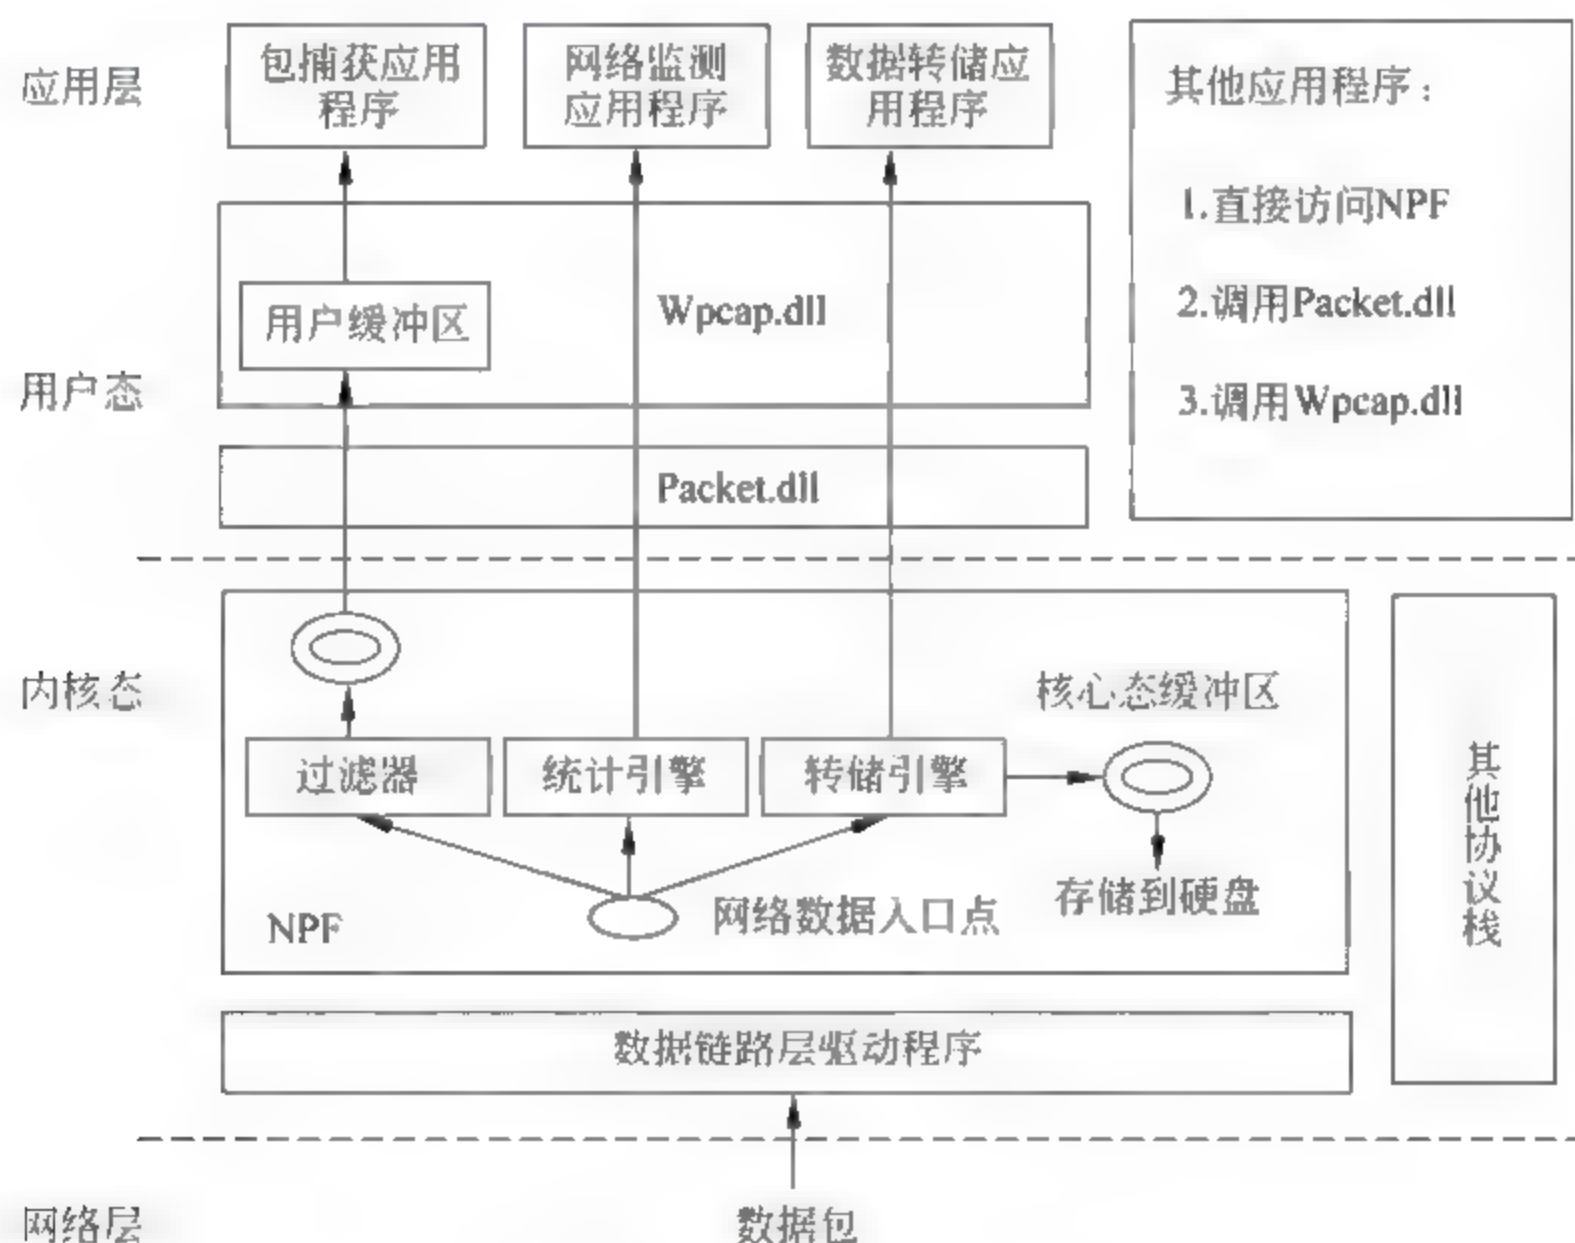 应用层
包捕获应用
程序
网络监测
应用程序
数据转储应
用程序
其他应用程序：
1.直接访问NPF
2.调用Packet.dll
3.调用Wpcap.dll
用户缓冲区
Wpcap.dll
用户态
Packet.dll
内核态
核心态缓冲区
过滤器
统计引擎
转储引擎
存储到硬盘
网络数据入口点
NPF
其他协议栈
数据链路层驱动程序
网络层
数据包